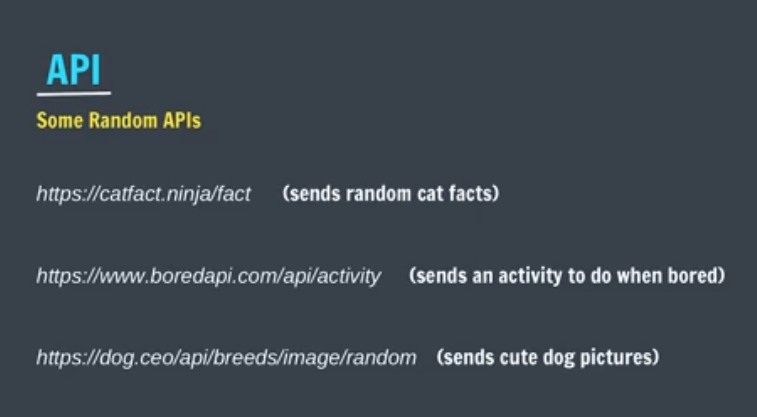 API
Some Random APIs
https://catfact.ninja/fact (sends random cat facts)
https://www.boredapi.com/api/activity (sends an activity to do when bored)
https://dog.ceo/api/breeds/image/random (sends cute dog pictures)